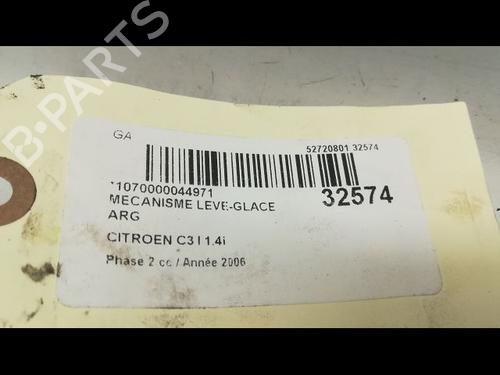 B-PARTS
GA
52720801 32574
*1070000044971
32574
MECANISME LEVE-GLACE
ARG
CITROEN C3 I 1.4i
Phase 2 cc / Année 2006